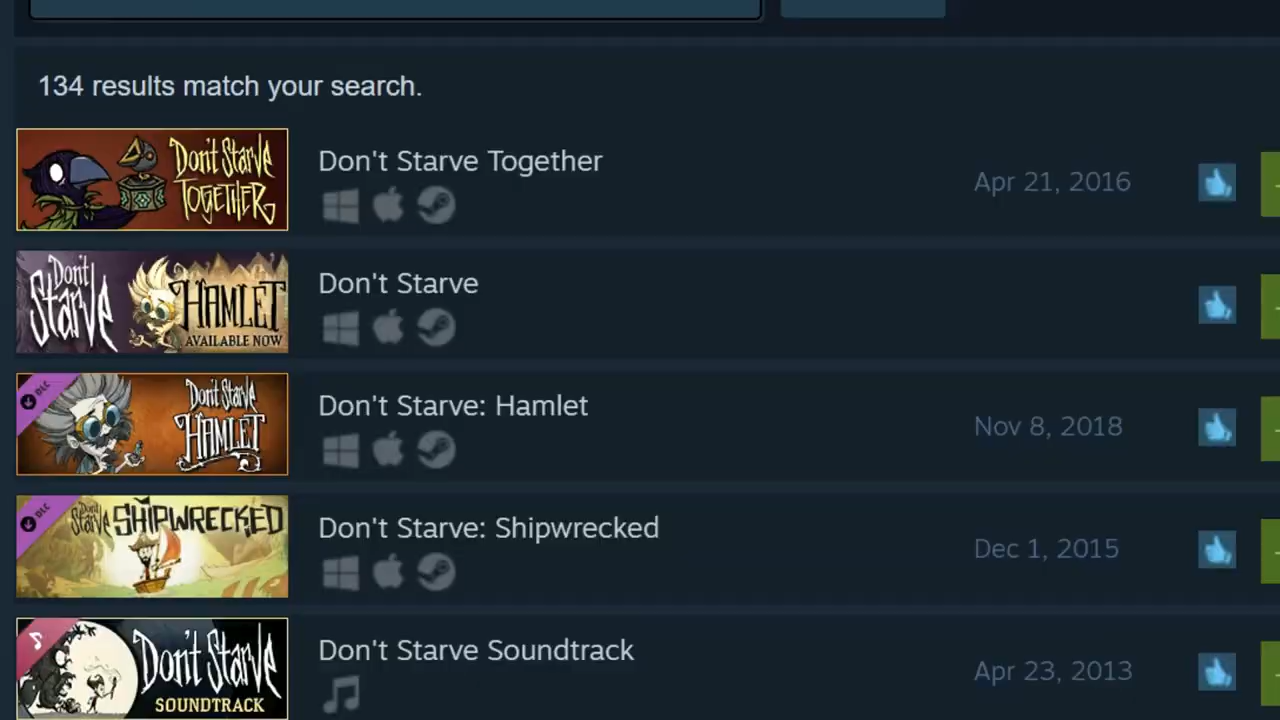 134 results match your search.
Don't Starve TOGETHER
Don't Starve Together
Apr 21, 2016
Don't Starve HAMLET AVAILABLE NOW
Don't Starve
DLC
Don't Starve HAMLET
Don't Starve: Hamlet
Nov 8, 2018
DLC
Don't Starve SHIPWRECKED
Don't Starve: Shipwrecked
Dec 1, 2015
Don't Starve SOUNDTRACK
Don't Starve Soundtrack
Apr 23, 2013